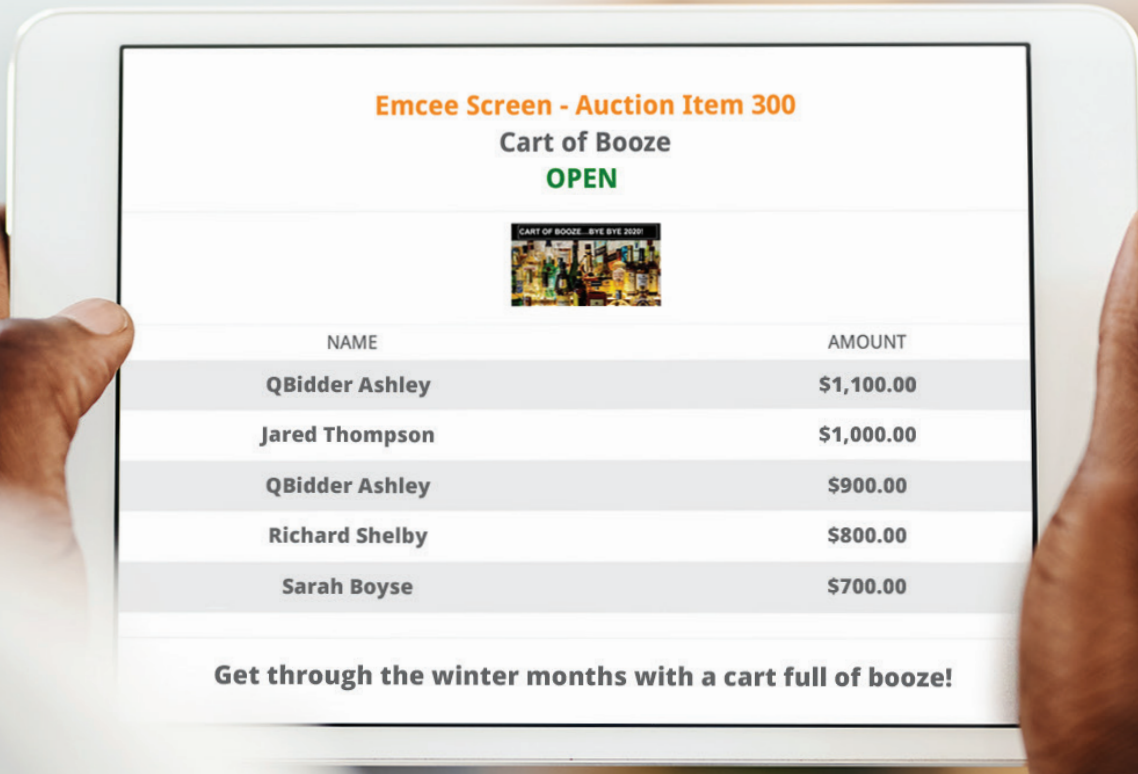 Emcee Screen - Auction Item 300
Cart of Booze
OPEN
CART OF BOOZE...BYE BYE 2020!
NAME AMOUNT
QBidder Ashley $1,100.00
Jared Thompson $1,000.00
QBidder Ashley $900.00
Richard Shelby $800.00
Sarah Boyse $700.00
Get through the winter months with a cart full of booze!